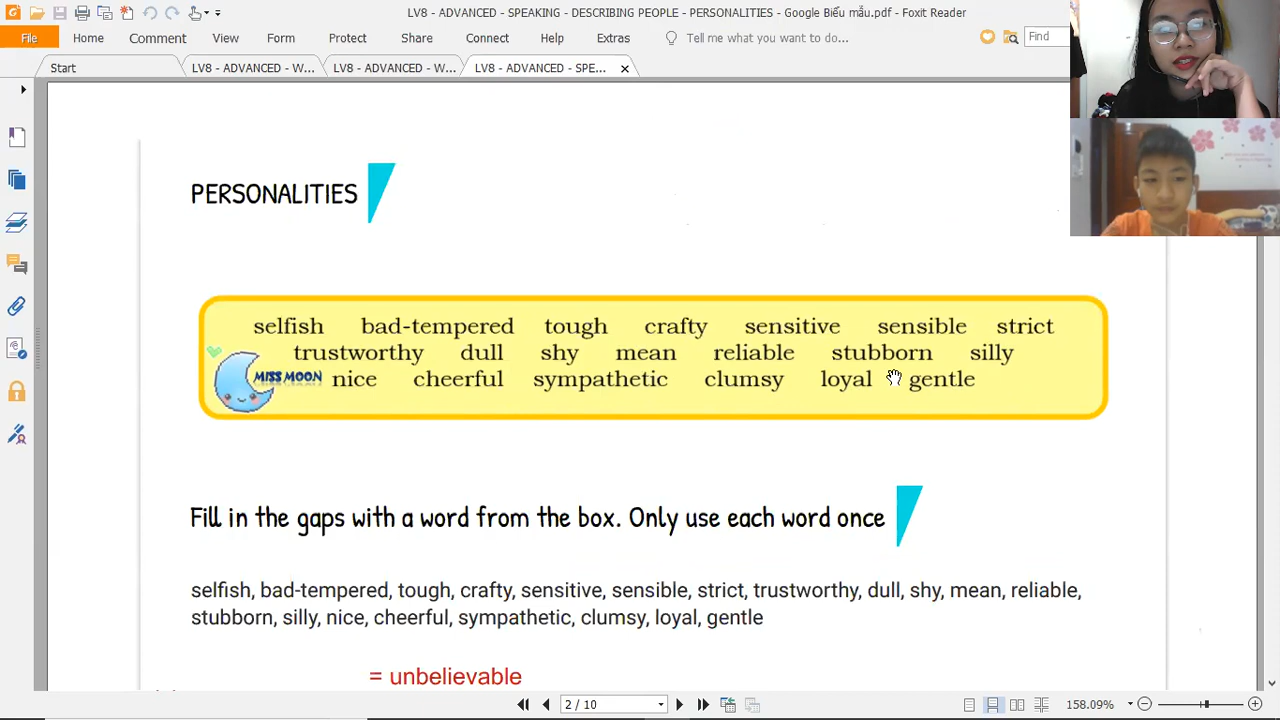 LV8 - ADVANCED - SPEAKING - DESCRIBING PEOPLE - PERSONALITIES - Google Biểu mẫu.pdf - Foxit Reader
File Home Comment View Form Protect Share Connect Help Extras Tell me what you want to do... Find
Start LV8 - ADVANCED - W... LV8 - ADVANCED - W... LV8 - ADVANCED - SPE...
PERSONALITIES
selfish bad-tempered tough crafty sensitive sensible strict
trustworthy dull shy mean reliable stubborn silly
MISS MOON nice cheerful sympathetic clumsy loyal gentle
Fill in the gaps with a word from the box. Only use each word once
selfish, bad-tempered, tough, crafty, sensitive, sensible, strict, trustworthy, dull, shy, mean, reliable,
stubborn, silly, nice, cheerful, sympathetic, clumsy, loyal, gentle
= unbelievable
2 / 10 158.09%